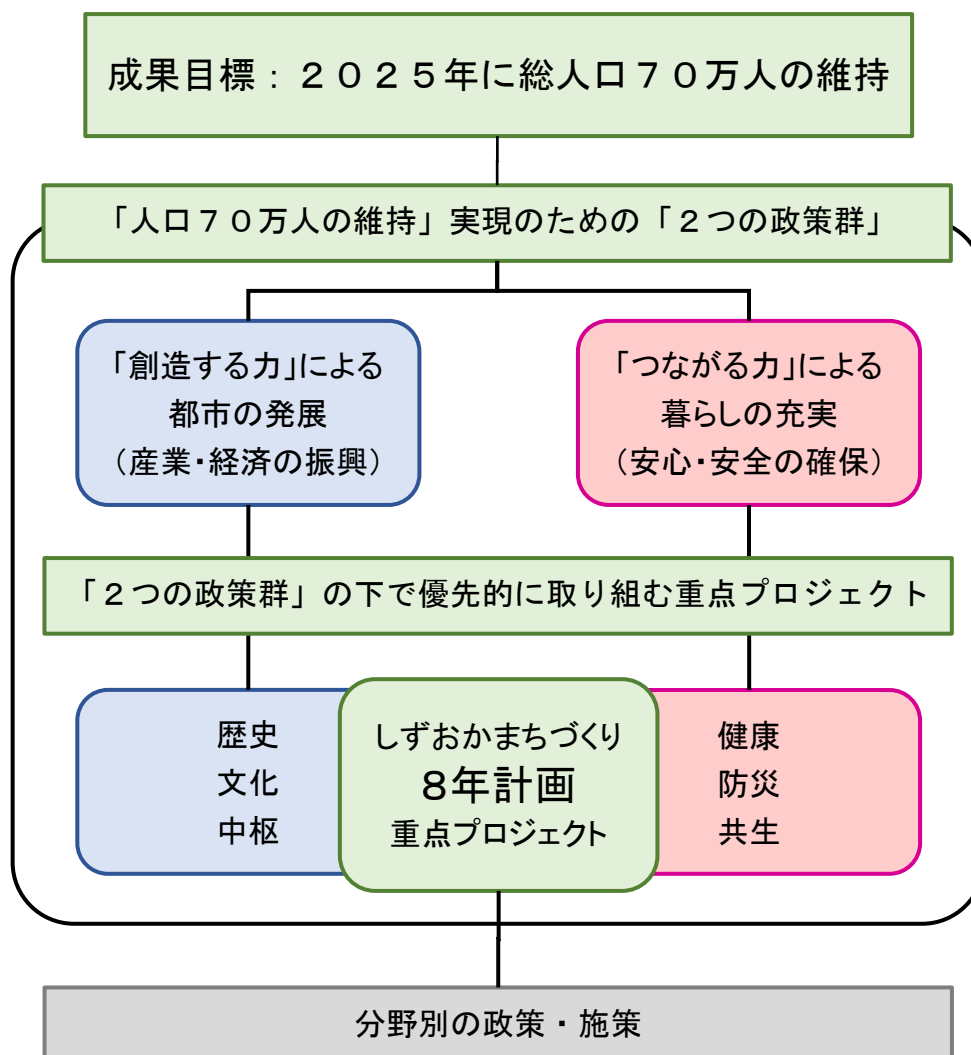 成果目標：２０２５年に総人口７０万人の維持
「人口７０万人の維持」実現のための「２つの政策群」
「創造する力」による
都市の発展
（産業・経済の振興）
「つながる力」による
暮らしの充実
（安心・安全の確保）
「２つの政策群」の下で優先的に取り組む重点プロジェクト
歴史
文化
中枢
しずおかまちづくり
８年計画
重点プロジェクト
健康
防災
共生
分野別の政策・施策